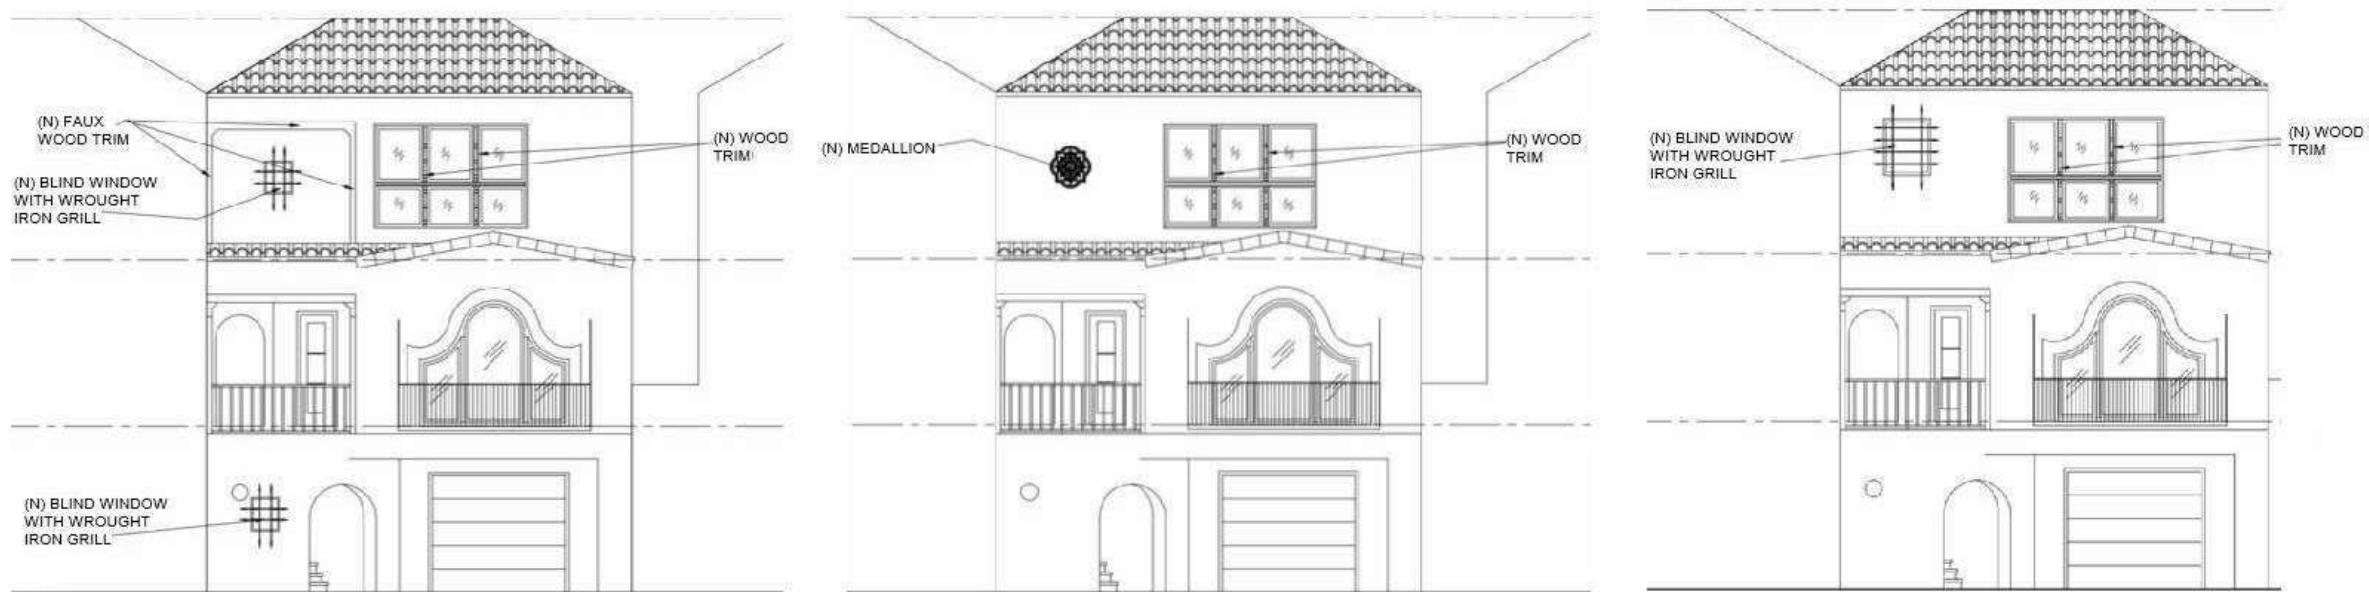 (N) FAUX
WOOD TRIM
(N) BLIND WINDOW
WITH WROUGHT
IRON GRILL
(N) WOOD
TRIM
(N) BLIND WINDOW
WITH WROUGHT
IRON GRILL
(N) MEDALLION
(N) WOOD
TRIM
(N) BLIND WINDOW
WITH WROUGHT
IRON GRILL
(N) WOOD
TRIM